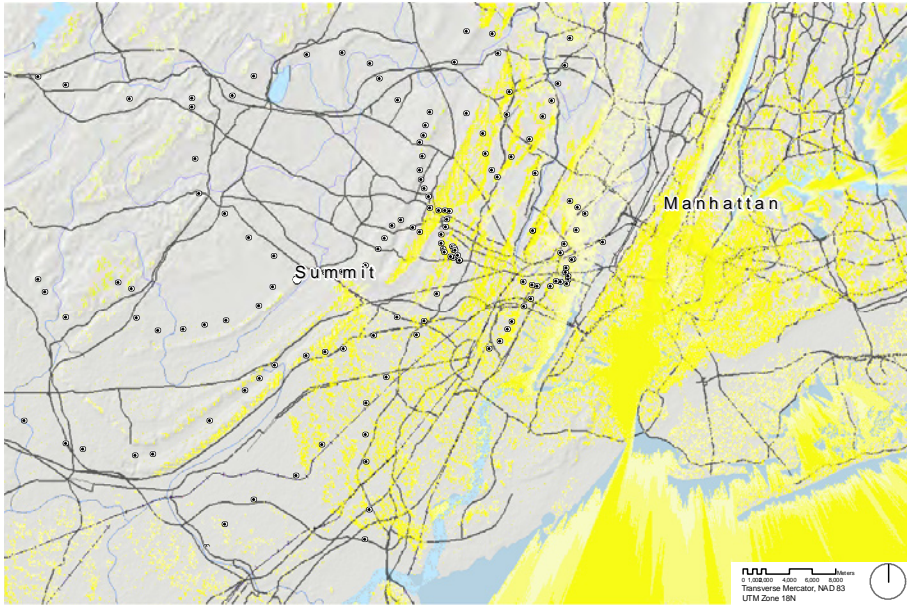 Manhattan
Summit
Meters
0 1,000 2,000 4,000 6,000 8,000
Transverse Mercator, NAD 83
UTM Zone 18N